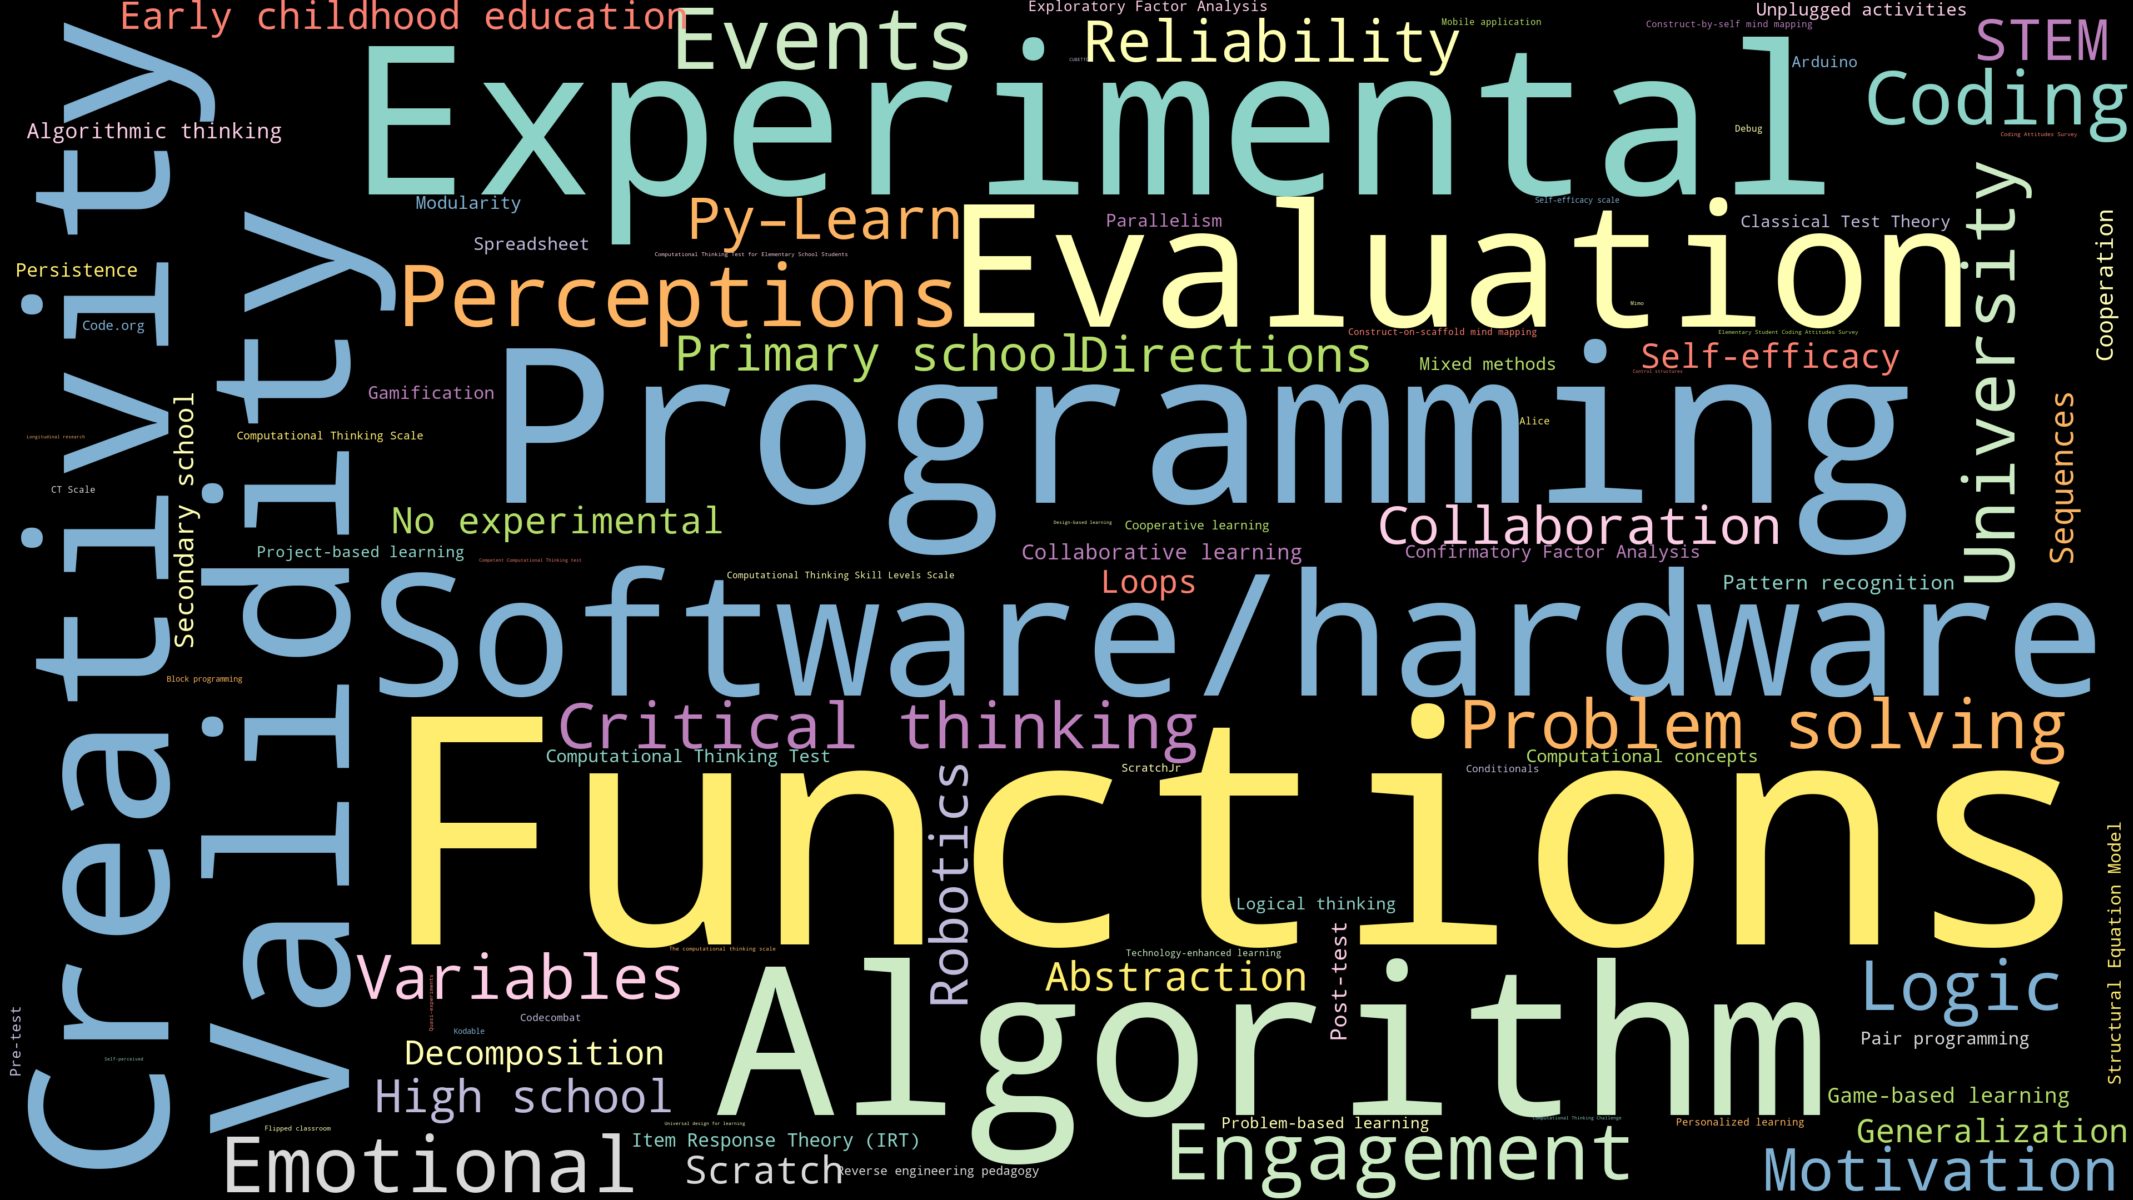 Early childhood education
Events
Exploratory Factor Analysis
Reliability
Mobile application
Construct-by-self mind mapping
Unplugged activities
STEM
Arduino
Coding
Coding Attitudes Survey
Debug
Experimental
Algorithmic thinking
Creativity
Validity
Modularity
Py-Learn
Parallelism
Self-efficacy scale
Classical Test Theory
University
Cooperation
Spreadsheet
Computational Thinking Test for Elementary School Students
Evaluation
Persistence
Perceptions
Mimo
Code.org
Construct-on-scaffold mind mapping
Elementary Student Coding Attitudes Survey
Primary school
Directions
Mixed methods
Self-efficacy
Control structures
Gamification
Programming
Alice
Sequences
Secondary school
Longitudinal research
Computational Thinking Scale
CT Scale
No experimental
Design-based learning
Cooperative learning
Collaboration
Project-based learning
Competent Computational Thinking test
Collaborative learning
Confirmatory Factor Analysis
Computational Thinking Skill Levels Scale
Loops
Pattern recognition
Software/hardware
Block programming
Critical thinking
Problem solving
Computational Thinking Test
ScratchJr
Conditionals
Computational concepts
Functions
Robotics
Logical thinking
Structural Equation Model
The computational thinking scale
Technology-enhanced learning
Variables
Quasi-experiments
Abstraction
Post-test
Logic
Codecombat
Kodable
Pre-test
Self-perceived
Decomposition
Algorithm
Pair programming
High school
Game-based learning
Universal design for learning
Problem-based learning
Computational Thinking Challenge
Personalized learning
Flipped classroom
Emotional
Item Response Theory (IRT)
Engagement
Generalization
Scratch
Reverse engineering pedagogy
Motivation